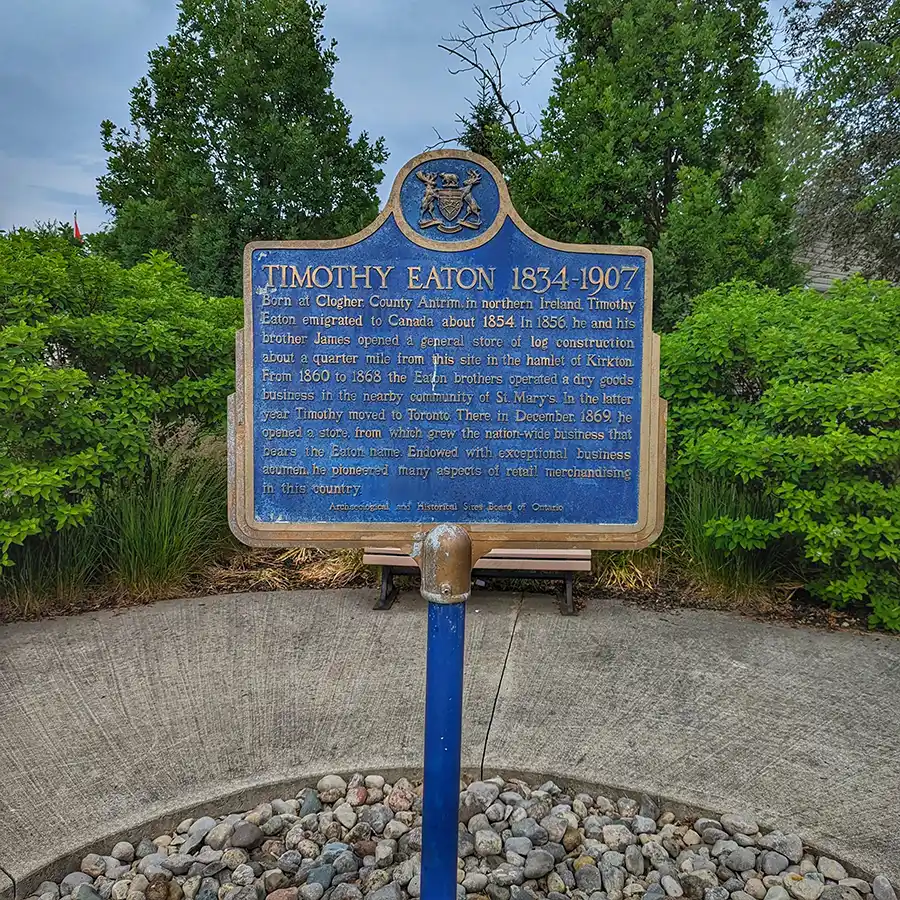 TIMOTHY EATON 1834-1907
Born at Clogher, County Antrim, in northern Ireland, Timothy
Eaton emigrated to Canada about 1854. In 1856, he and his
brother James opened a general store of log construction
about a quarter mile from this site in the hamlet of Kirkton.
From 1860 to 1868 the Eaton brothers operated a dry goods
business in the nearby community of St. Mary's. In the latter
year Timothy moved to Toronto. There, in December, 1869, he
opened a store, from which grew the nation-wide business that
bears the Eaton name. Endowed with exceptional business
acumen, he pioneered many aspects of retail merchandising
in this country.
Archaeological and Historical Sites Board of Ontario